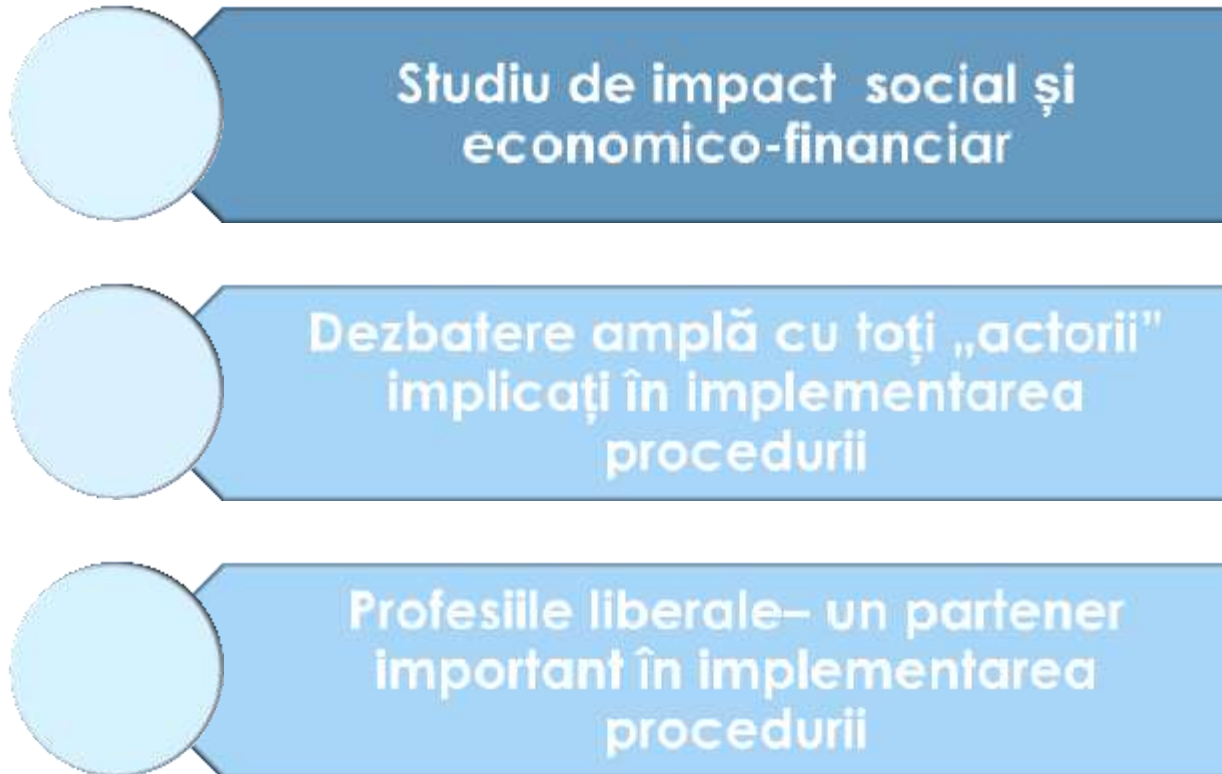 Studiu de impact  social și
economico-financiar
Dezbatere amplă cu toți „actorii”
implicați în implementarea
procedurii
Profesiile liberale– un partener
important în implementarea
procedurii